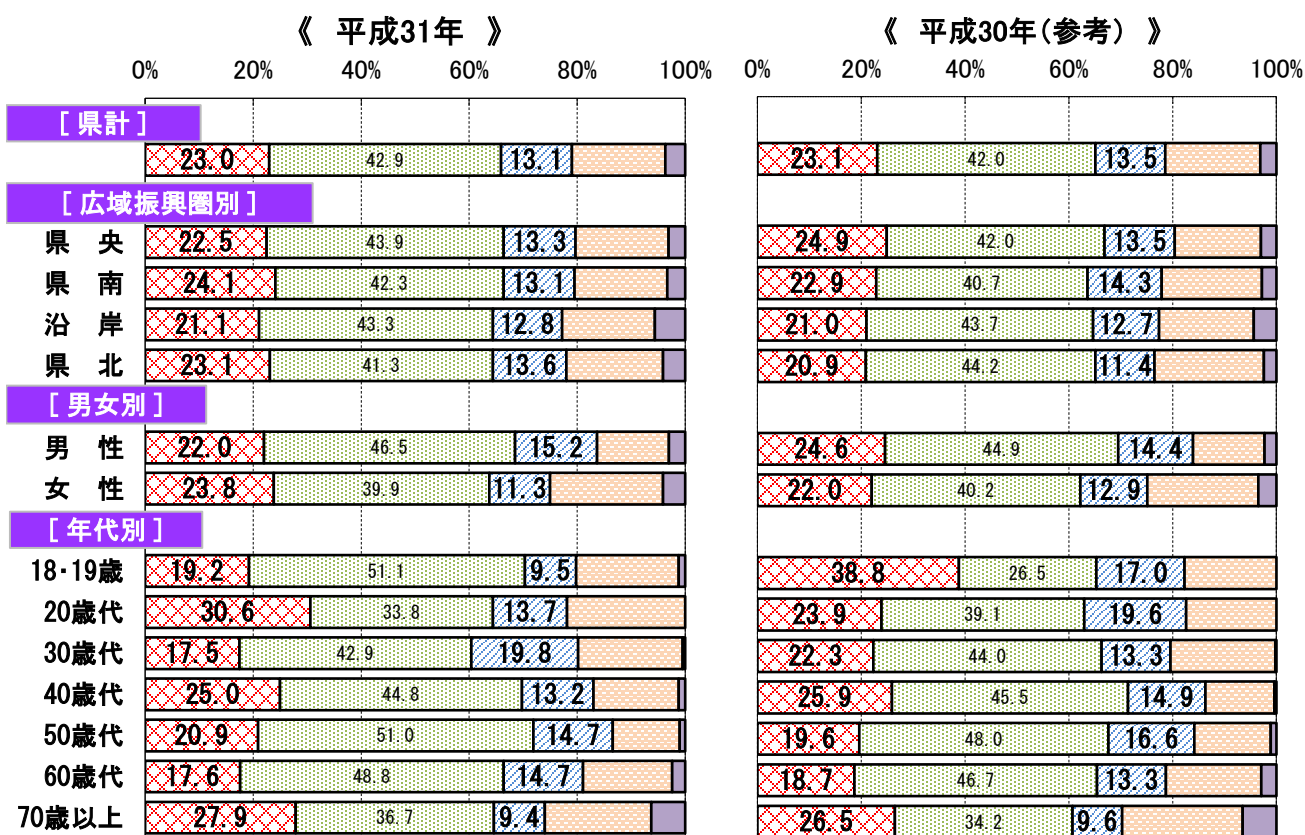 《 平成31年 》 《 平成30年(参考) 》
0% 20% 40% 60% 80% 100% 0% 20% 40% 60% 80% 100%
[ 県計 ]
23.0 42.9 13.1 23.1 42.0 13.5
[ 広域振興圏別 ]
県 央 22.5 43.9 13.3 24.9 42.0 13.5
県 南 24.1 42.3 13.1 22.9 40.7 14.3
沿 岸 21.1 43.3 12.8 21.0 43.7 12.7
県 北 23.1 41.3 13.6 20.9 44.2 11.4
[ 男女別 ]
男 性 22.0 46.5 15.2 24.6 44.9 14.4
女 性 23.8 39.9 11.3 22.0 40.2 12.9
[ 年代別 ]
18・19歳 19.2 51.1 9.5 38.8 26.5 17.0
20歳代 30.6 33.8 13.7 23.9 39.1 19.6
30歳代 17.5 42.9 19.8 22.3 44.0 13.3
40歳代 25.0 44.8 13.2 25.9 45.5 14.9
50歳代 20.9 51.0 14.7 19.6 48.0 16.6
60歳代 17.6 48.8 14.7 18.7 46.7 13.3
70歳以上 27.9 36.7 9.4 26.5 34.2 9.6